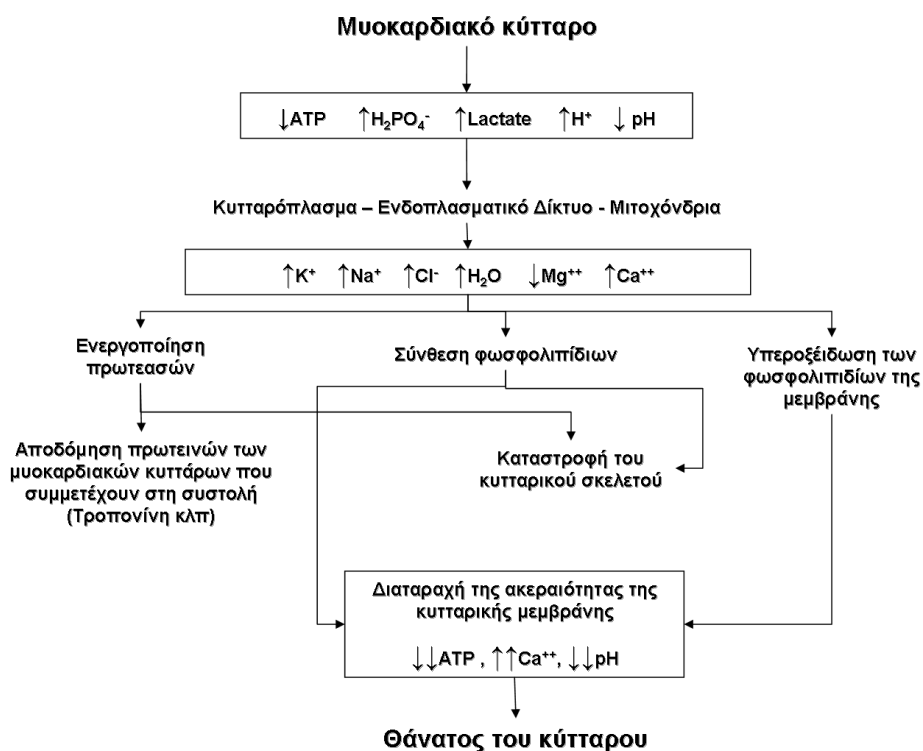 Μυοκαρδιακό κύτταρο
↓ATP ↑H₂PO₄⁻ ↑Lactate ↑H⁺ ↓ pH
Κυτταρόπλασμα – Ενδοπλασματικό Δίκτυο - Μιτοχόνδρια
↑K⁺ ↑Na⁺ ↑Cl⁻ ↑H₂O ↓Mg⁺⁺ ↑Ca⁺⁺
Ενεργοποίηση
πρωτεασών
Σύνθεση φωσφολιπίδιων
Υπεροξείδωση των
φωσφολιπιδίων της
μεμβράνης
Αποδόμηση πρωτεινών των
μυοκαρδιακών κυττάρων που
συμμετέχουν στη συστολή
(Τροπονίνη κλπ)
Καταστροφή του
κυτταρικού σκελετού
Διαταραχή της ακεραιότητας της
κυτταρικής μεμβράνης
↓↓ATP , ↑↑Ca⁺⁺, ↓↓pH
Θάνατος του κύτταρου